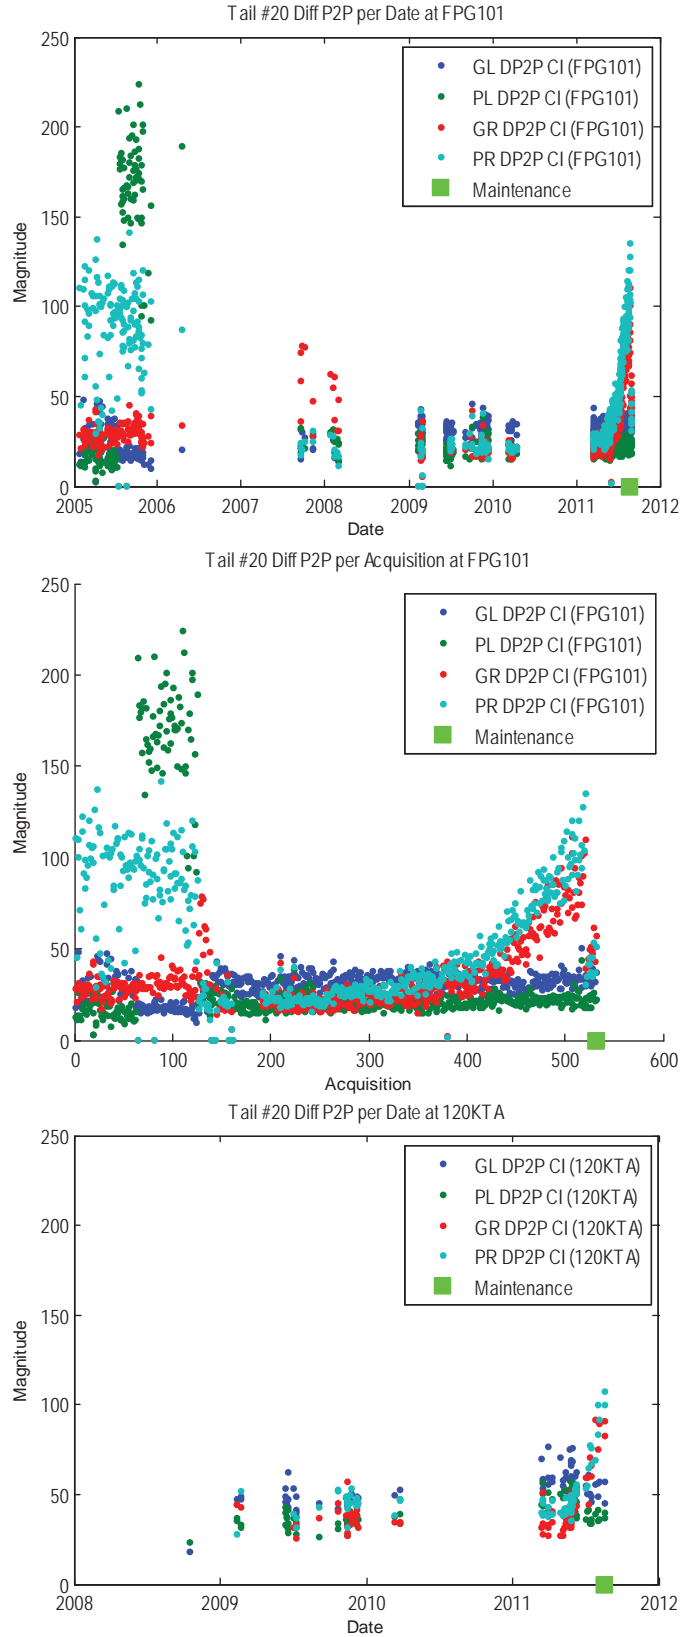 Tail #20 Diff P2P per Date at FPG101
250
200
150
100
50
0
Magnitude
GL DP2P CI (FPG101)
PL DP2P CI (FPG101)
GR DP2P CI (FPG101)
PR DP2P CI (FPG101)
Maintenance
2005 2006 2007 2008 2009 2010 2011 2012
Date
Tail #20 Diff P2P per Acquisition at FPG101
250
200
150
100
50
0
Magnitude
GL DP2P CI (FPG101)
PL DP2P CI (FPG101)
GR DP2P CI (FPG101)
PR DP2P CI (FPG101)
Maintenance
0 100 200 300 400 500 600
Acquisition
Tail #20 Diff P2P per Date at 120KTA
250
200
150
100
50
0
Magnitude
GL DP2P CI (120KTA)
PL DP2P CI (120KTA)
GR DP2P CI (120KTA)
PR DP2P CI (120KTA)
Maintenance
2008 2009 2010 2011 2012
Date